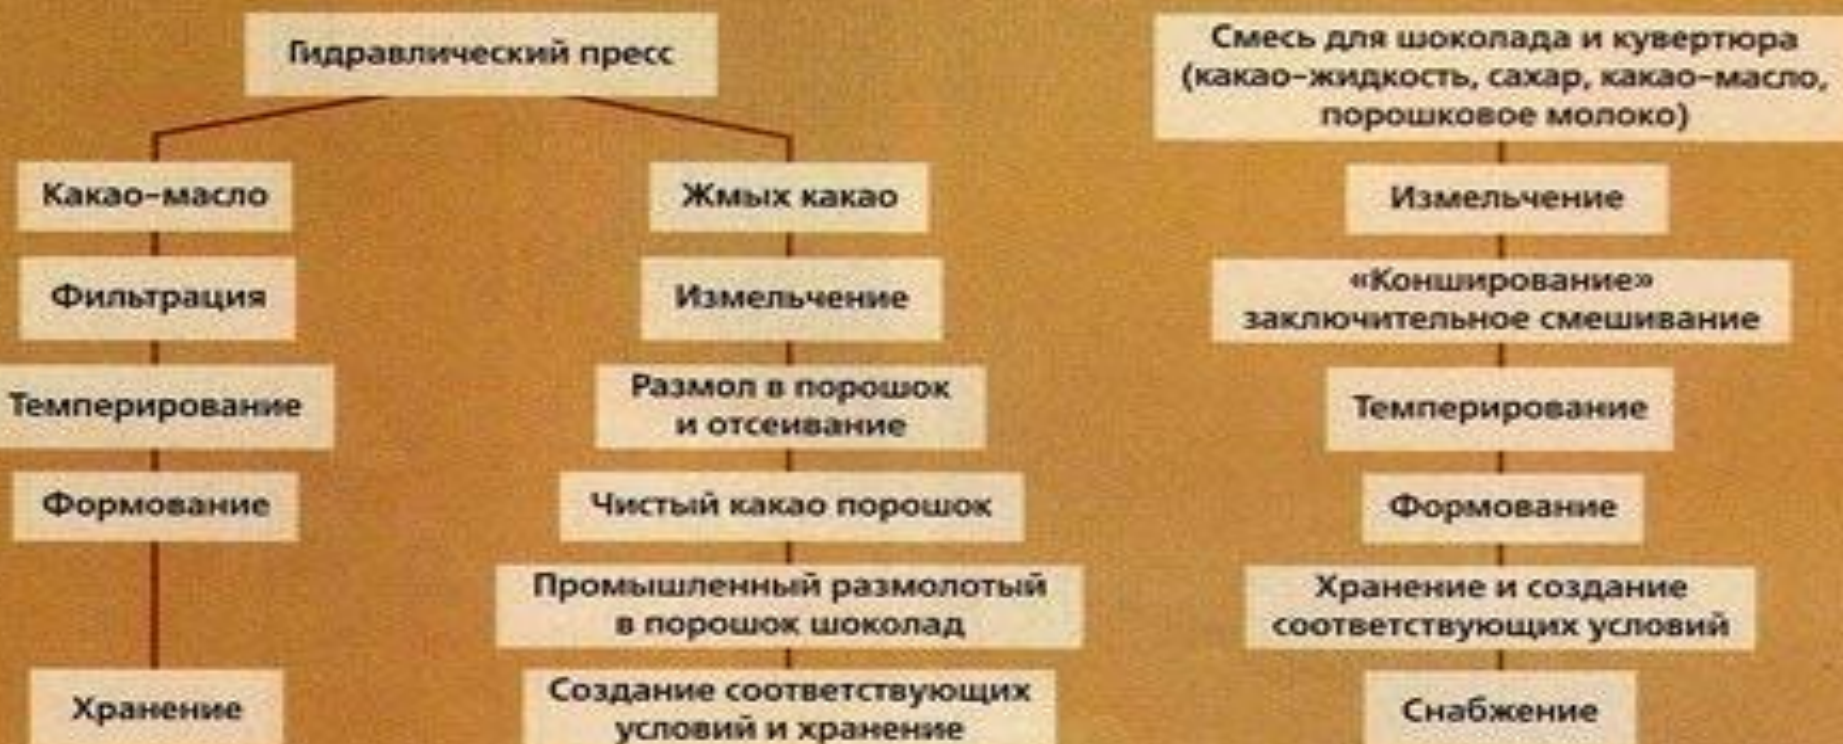 Гидравлический пресс
Какао-масло
Фильтрация
Темперирование
Формование
Хранение
Жмых какао
Измельчение
Размол в порошок
и отсеивание
Чистый какао порошок
Промышленный размолотый
в порошок шоколад
Создание соответствующих
условий и хранение
Смесь для шоколада и кувертюра
(какао-жидкость, сахар, какао-масло,
порошковое молоко)
Измельчение
«Конширование»
заключительное смешивание
Темперирование
Формование
Хранение и создание
соответствующих условий
Снабжение